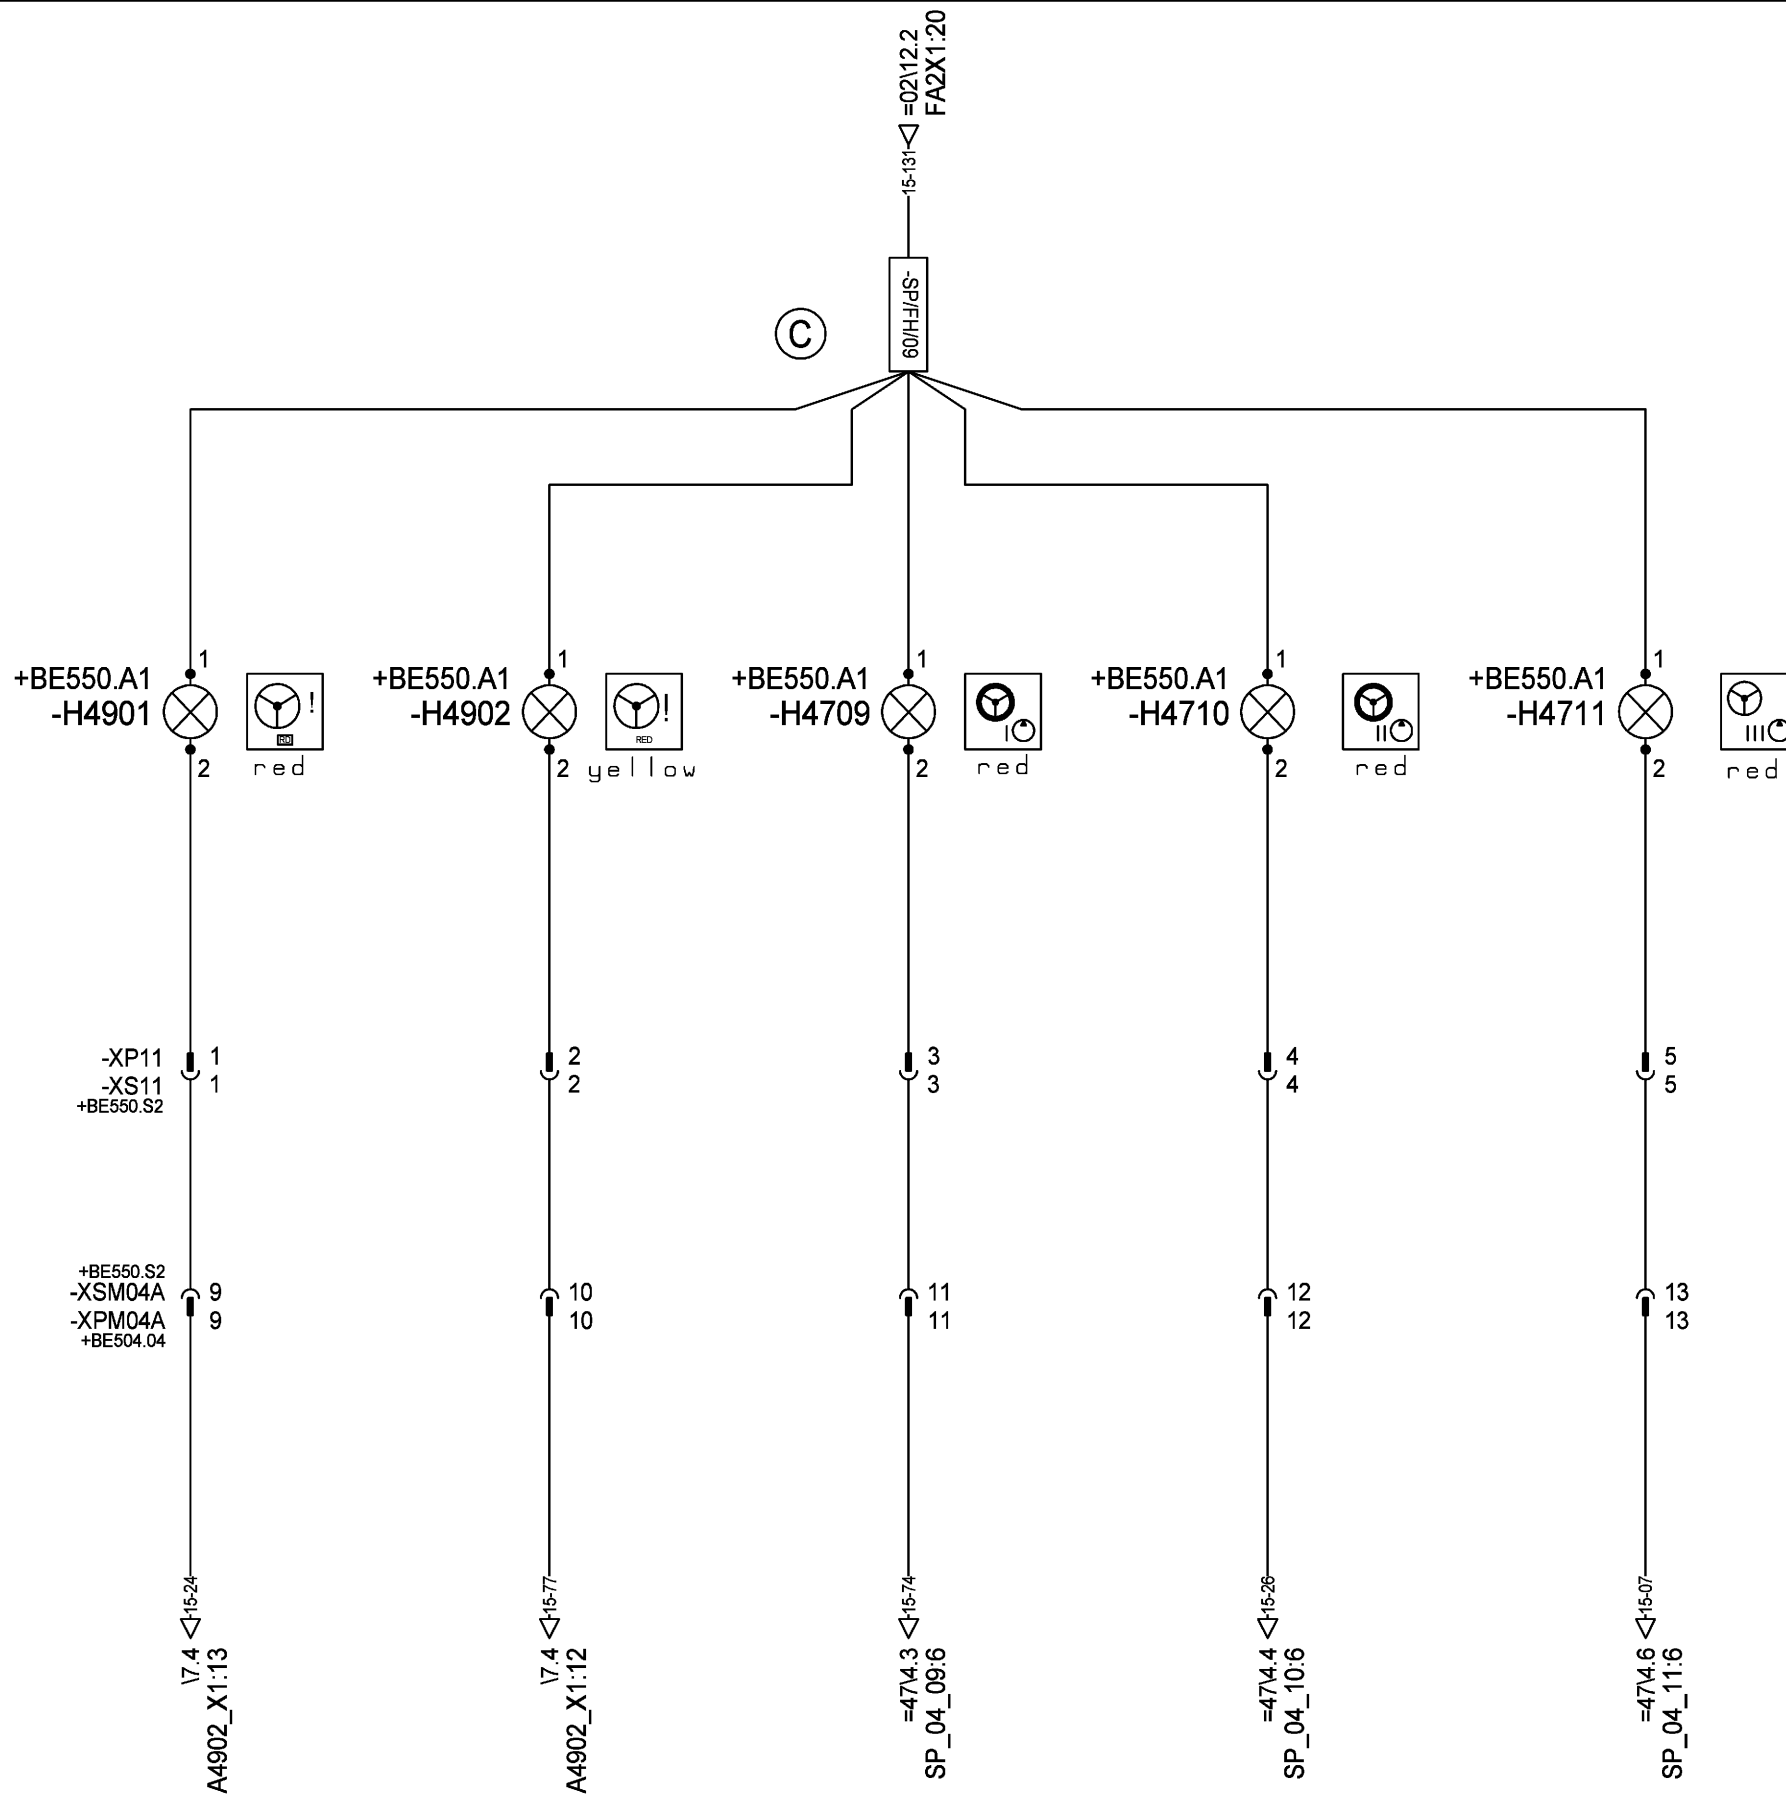 =02\12.2
FA2X1:20
15-131
-SP/FH/09
C
+BE550.A1
-H4901
1
2
!
RD
red
+BE550.A1
-H4902
1
2
!
RED
yellow
+BE550.A1
-H4709
1
2
I
red
+BE550.A1
-H4710
1
2
II
red
+BE550.A1
-H4711
1
2
III
red
-XP11 1
-XS11 1
+BE550.S2
2
2
3
3
4
4
5
5
+BE550.S2
-XSM04A 9
-XPM04A 9
+BE504.04
10
10
11
11
12
12
13
13
15-24
\7.4
A4902_X1:13
15-77
\7.4
A4902_X1:12
15-74
=47\4.3
SP_04_09:6
15-26
=47\4.4
SP_04_10:6
15-07
=47\4.6
SP_04_11:6